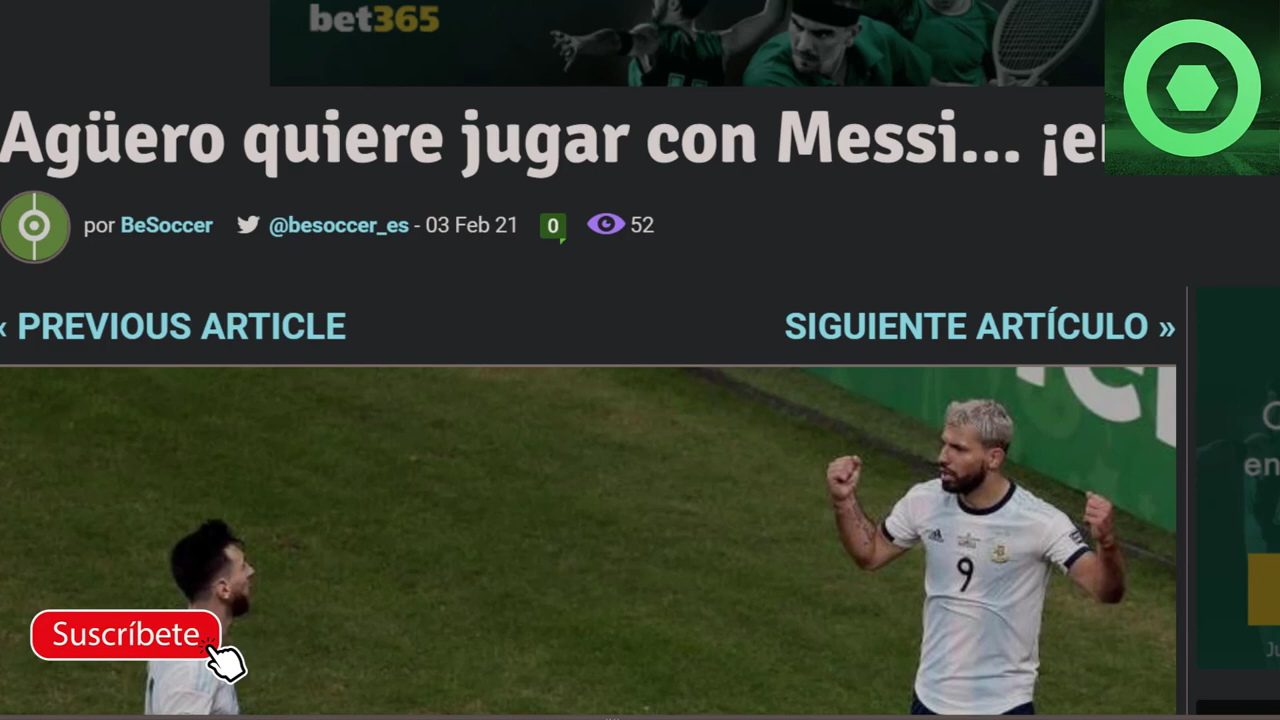 bet365
Agüero quiere jugar con Messi... ¡e
por BeSoccer @besoccer_es - 03 Feb 21 0 52
« PREVIOUS ARTICLE
SIGUIENTE ARTÍCULO »
en
9
Suscríbete